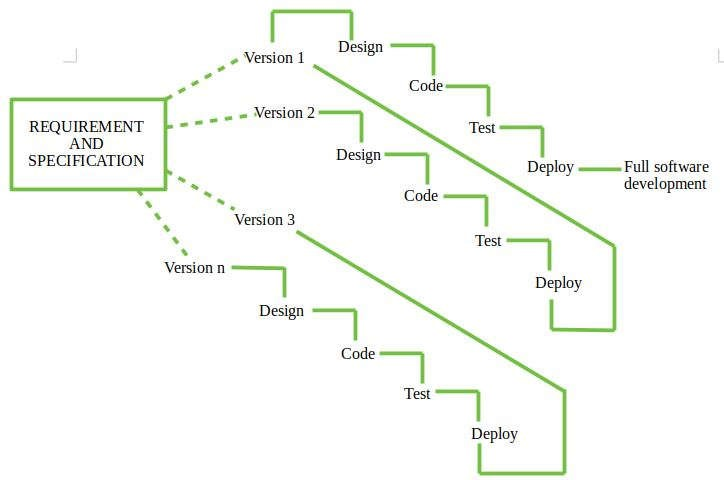 REQUIREMENT
AND
SPECIFICATION
Version 1
Design
Code
Test
Deploy
Full software
development
Version 2
Design
Code
Test
Deploy
Version 3
Version n
Design
Code
Test
Deploy